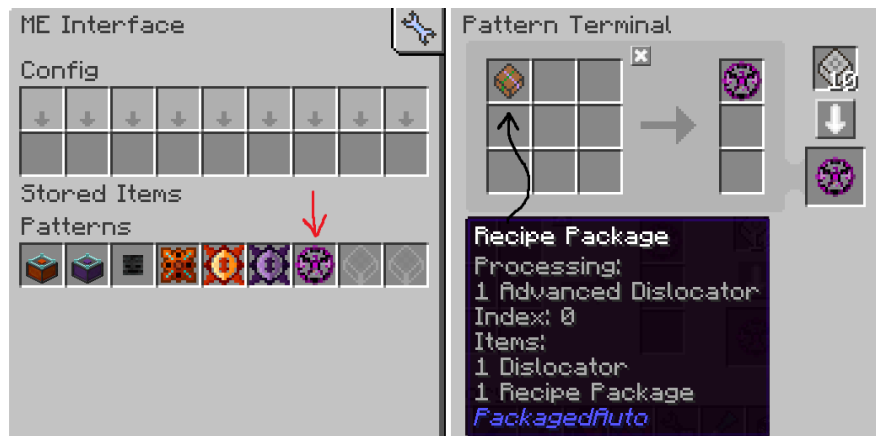 ME Interface
Config
Stored Items
Patterns
Pattern Terminal
10
Recipe Package
Processing:
1 Advanced Dislocator
Index: 0
Items:
1 Dislocator
1 Recipe Package
PackagedAuto